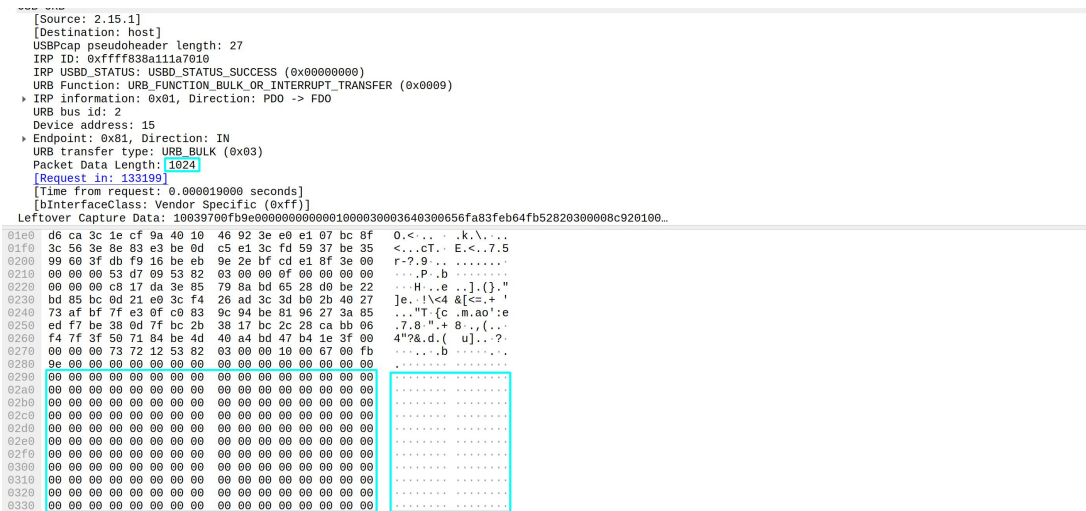 [Source: 2.15.1]
[Destination: host]
USBPcap pseudoheader length: 27
IRP ID: 0xffff838a111a7010
IRP USBD_STATUS: USBD_STATUS_SUCCESS (0x00000000)
URB Function: URB_FUNCTION_BULK_OR_INTERRUPT_TRANSFER (0x0009)
IRP information: 0x01, Direction: PDO -> FDO
URB bus id: 2
Device address: 15
Endpoint: 0x81, Direction: IN
URB transfer type: URB_BULK (0x03)
Packet Data Length: 1024
[Request in: 133199]
[Time from request: 0.000019000 seconds]
[bInterfaceClass: Vendor Specific (0xff)]
Leftover Capture Data: 10039700fb9e000000000001000030003640300656fa83feb64fb52820300008c920100…
01e0 d6 ca 3c 1e cf 9a 40 10 46 92 3e e0 e1 07 bc 8f
01f0 3c 56 3e 8e 83 e3 be 0d c5 e1 3c fd 59 37 be 35
0200 99 60 3f db f9 16 be eb 9e 2e bf cd e1 8f 3e 00
0210 00 00 00 53 d7 09 53 82 03 00 00 0f 00 00 00 00
0220 00 00 00 c8 17 da 3e 85 79 8a bd 65 28 d0 be 22
0230 bd 85 bc 0d 21 e0 3c f4 26 ad 3c 3d b0 2b 40 27
0240 73 af bf 7f e3 0f c0 83 9c 94 be 81 96 27 3a 85
0250 ed f7 be 38 0d 7f bc 2b 38 17 bc 2c 28 ca bb 06
0260 f4 7f 3f 50 71 84 be 4d 40 a4 bd 47 b4 1e 3f 00
0270 00 00 00 73 72 12 53 82 03 00 00 10 00 67 00 fb
0280 9e 00 00 00 00 00 00 00 00 00 00 00 00 00 00 00
0290 00 00 00 00 00 00 00 00 00 00 00 00 00 00 00 00
02a0 00 00 00 00 00 00 00 00 00 00 00 00 00 00 00 00
02b0 00 00 00 00 00 00 00 00 00 00 00 00 00 00 00 00
02c0 00 00 00 00 00 00 00 00 00 00 00 00 00 00 00 00
02d0 00 00 00 00 00 00 00 00 00 00 00 00 00 00 00 00
02e0 00 00 00 00 00 00 00 00 00 00 00 00 00 00 00 00
02f0 00 00 00 00 00 00 00 00 00 00 00 00 00 00 00 00
0300 00 00 00 00 00 00 00 00 00 00 00 00 00 00 00 00
0310 00 00 00 00 00 00 00 00 00 00 00 00 00 00 00 00
0320 00 00 00 00 00 00 00 00 00 00 00 00 00 00 00 00
0330 00 00 00 00 00 00 00 00 00 00 00 00 00 00 00 00